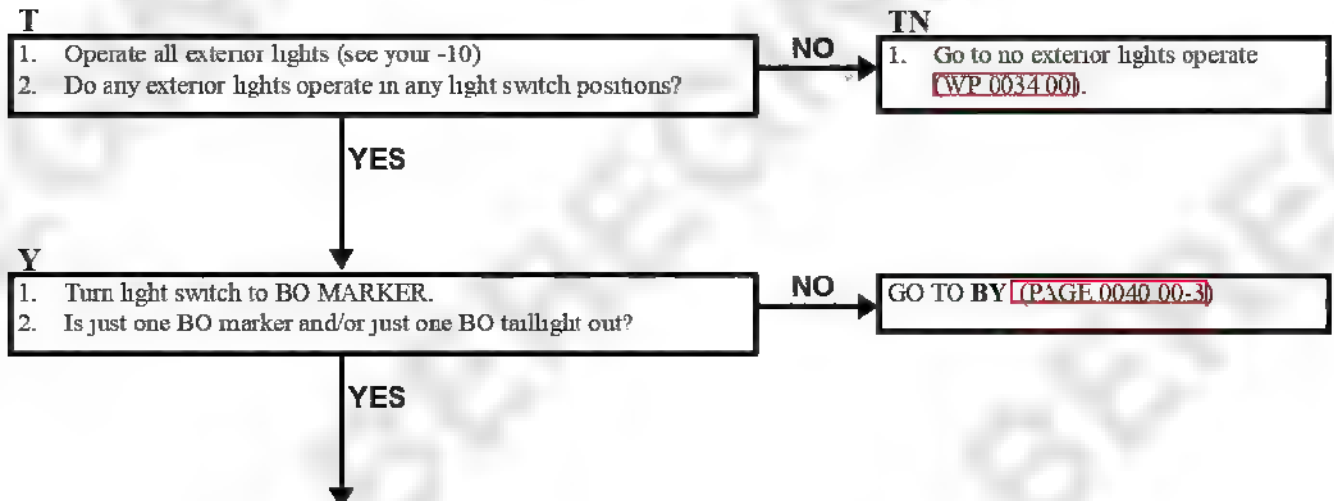 T
1. Operate all exterior lights (see your -10)
2. Do any exterior lights operate in any light switch positions?
NO
TN
1. Go to no exterior lights operate
(WP 0034 00).
YES
Y
1. Turn light switch to BO MARKER.
2. Is just one BO marker and/or just one BO taillight out?
NO
GO TO BY (PAGE 0040 00-3)
YES